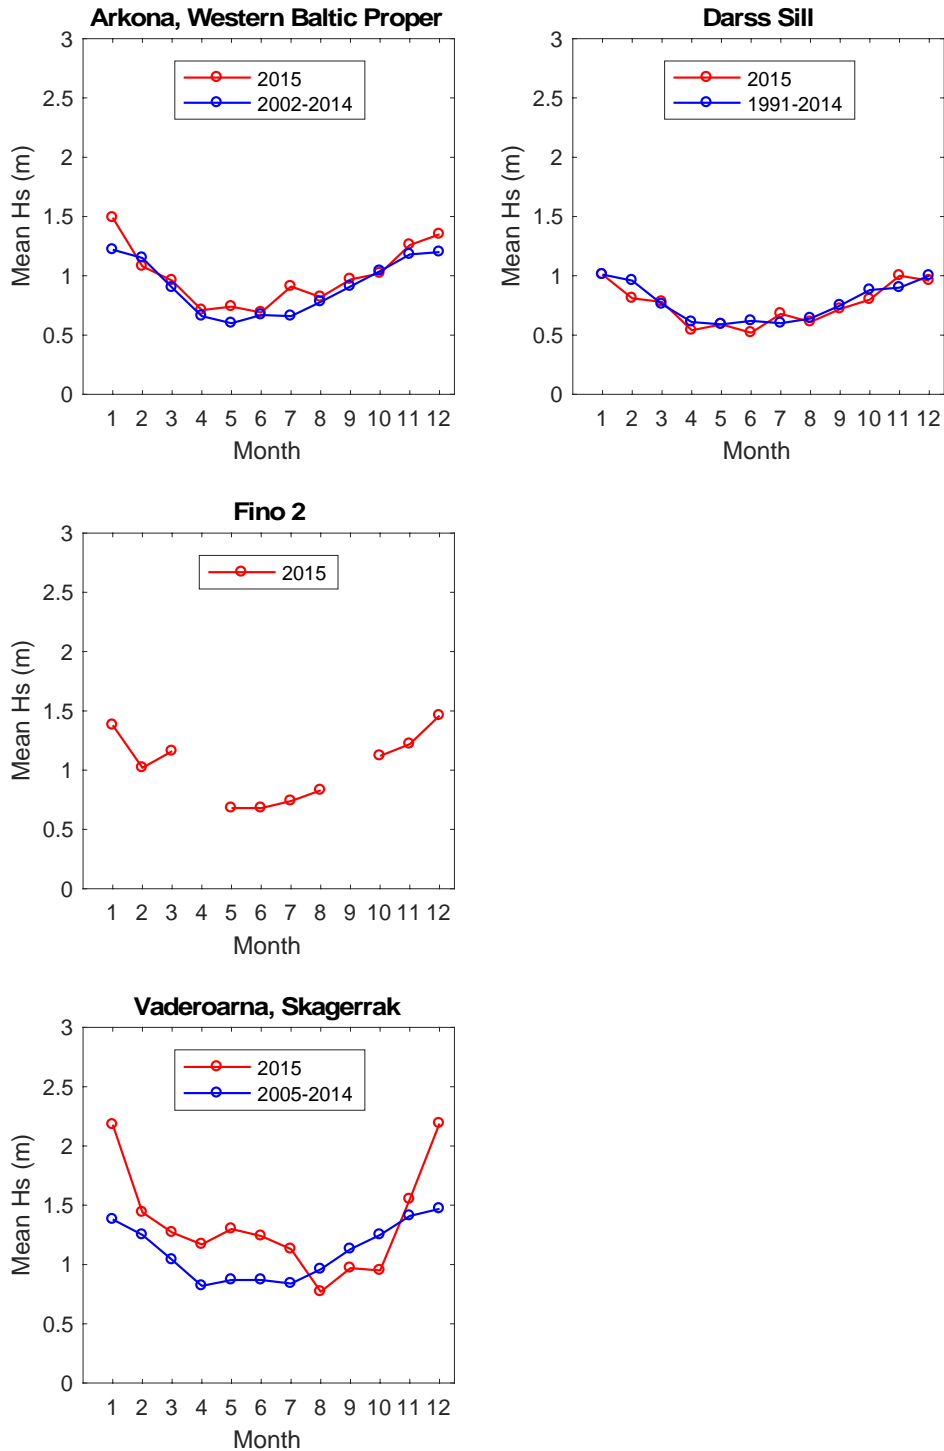 Arkona, Western Baltic Proper
3
2.5
2
1.5
1
0.5
0
Mean Hs (m)
2015
2002-2014
1 2 3 4 5 6 7 8 9 10 11 12
Month
Darss Sill
3
2.5
2
1.5
1
0.5
0
Mean Hs (m)
2015
1991-2014
1 2 3 4 5 6 7 8 9 10 11 12
Month
Fino 2
3
2.5
2
1.5
1
0.5
0
Mean Hs (m)
2015
1 2 3 4 5 6 7 8 9 10 11 12
Month
Vaderoarna, Skagerrak
3
2.5
2
1.5
1
0.5
0
Mean Hs (m)
2015
2005-2014
1 2 3 4 5 6 7 8 9 10 11 12
Month